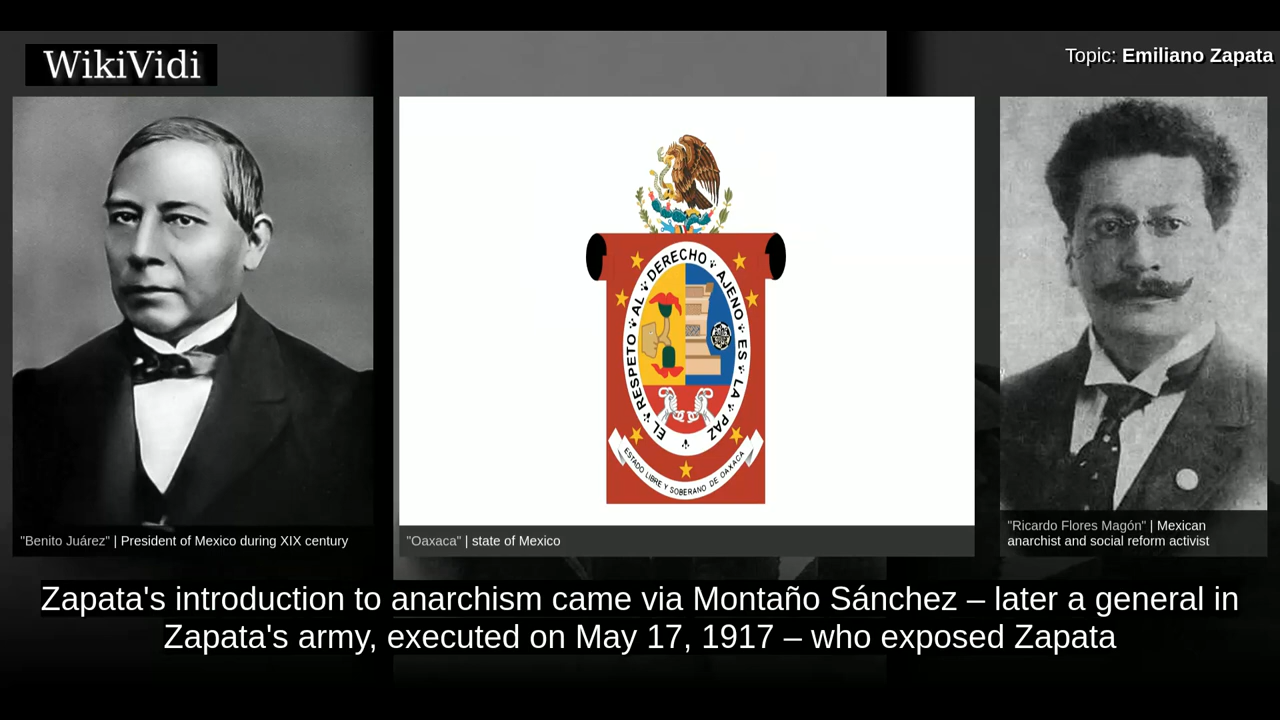 WikiVidi
Topic: Emiliano Zapata
EL RESPETO AL DERECHO AJENO ES LA PAZ
ESTADO LIBRE Y SOBERANO DE OAXACA
"Benito Juárez" | President of Mexico during XIX century
"Oaxaca" | state of Mexico
"Ricardo Flores Magón" | Mexican
anarchist and social reform activist
Zapata's introduction to anarchism came via Montaño Sánchez – later a general in
Zapata's army, executed on May 17, 1917 – who exposed Zapata